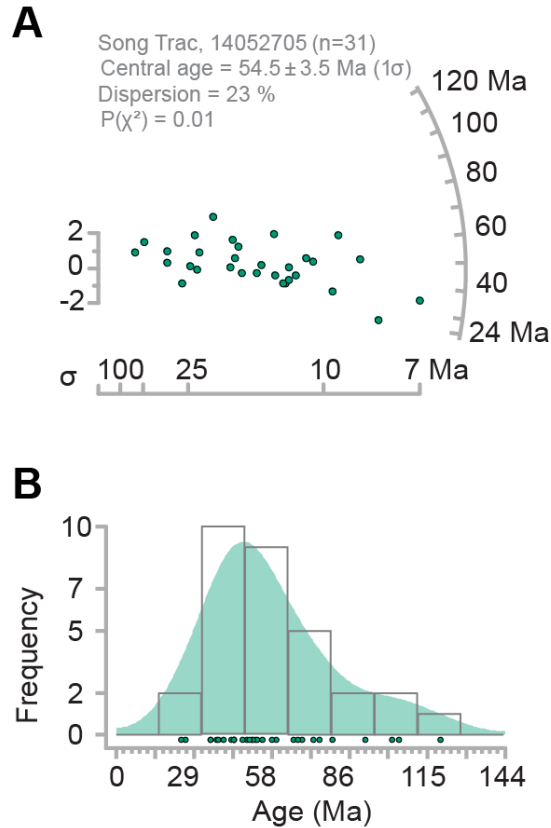 A
Song Trac, 14052705 (n=31)
Central age = 54.5 ± 3.5 Ma (1σ)
Dispersion = 23 %
P(χ²) = 0.01
120 Ma
100
80
60
40
24 Ma
2
0
-2
σ 100 25 10 7 Ma
B
Frequency
10
7
5
2
0
0 29 58 86 115 144
Age (Ma)